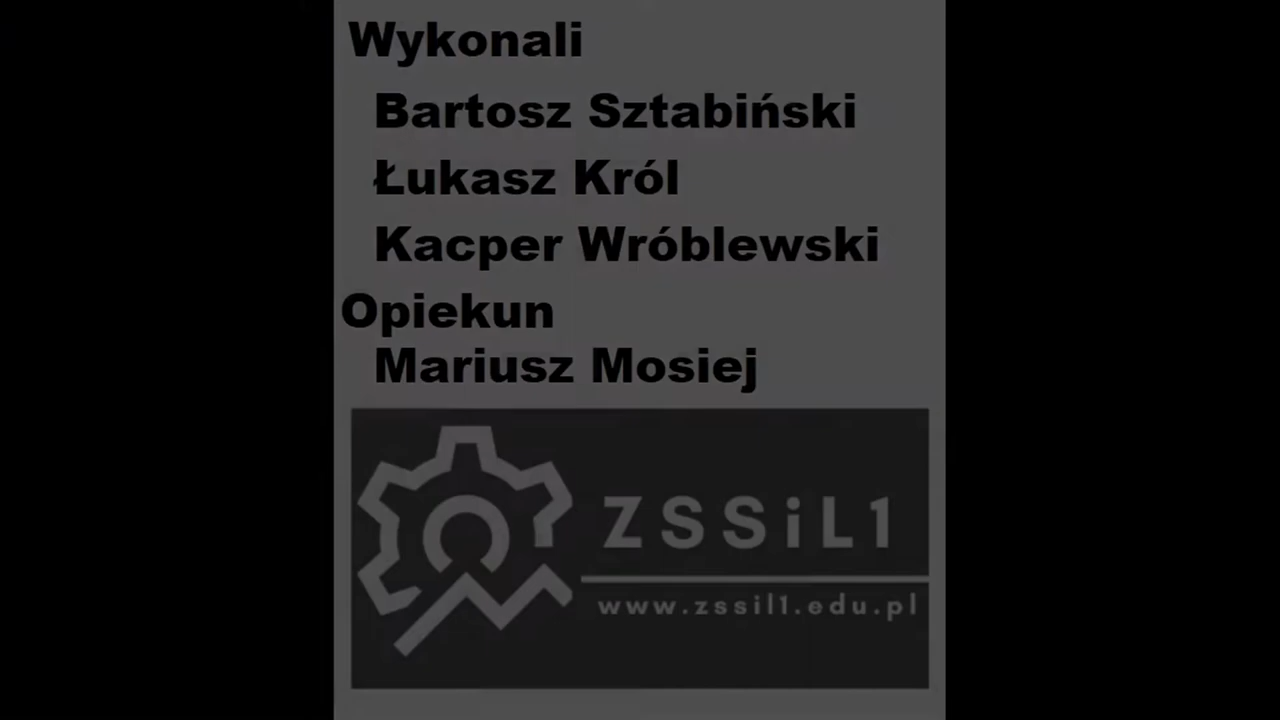 Wykonali
Bartosz Sztabiński
Łukasz Król
Kacper Wróblewski
Opiekun
Mariusz Mosiej
ZSSiL1
www.zssil1.edu.pl